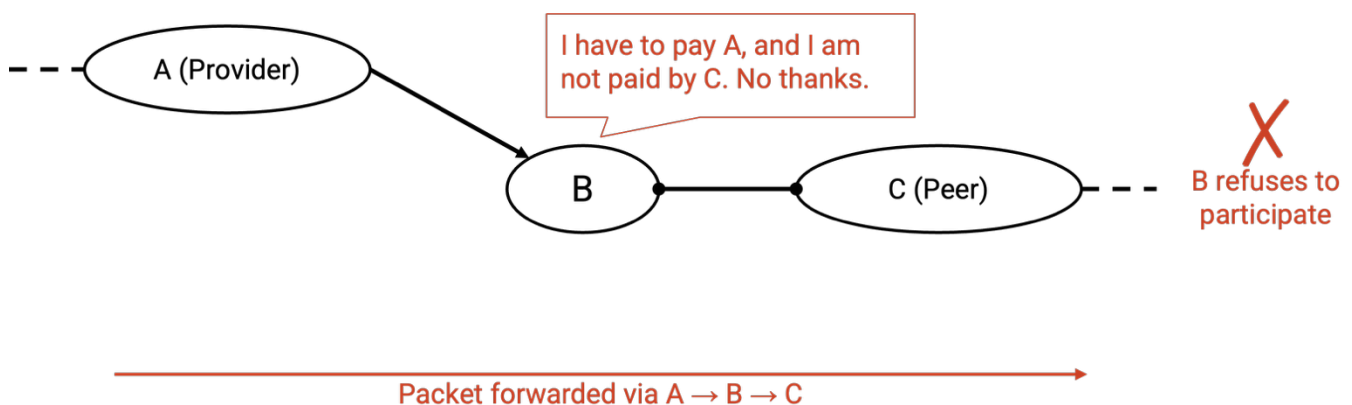 A (Provider)
I have to pay A, and I am
not paid by C. No thanks.
B
C (Peer)
B refuses to
participate
Packet forwarded via A → B → C